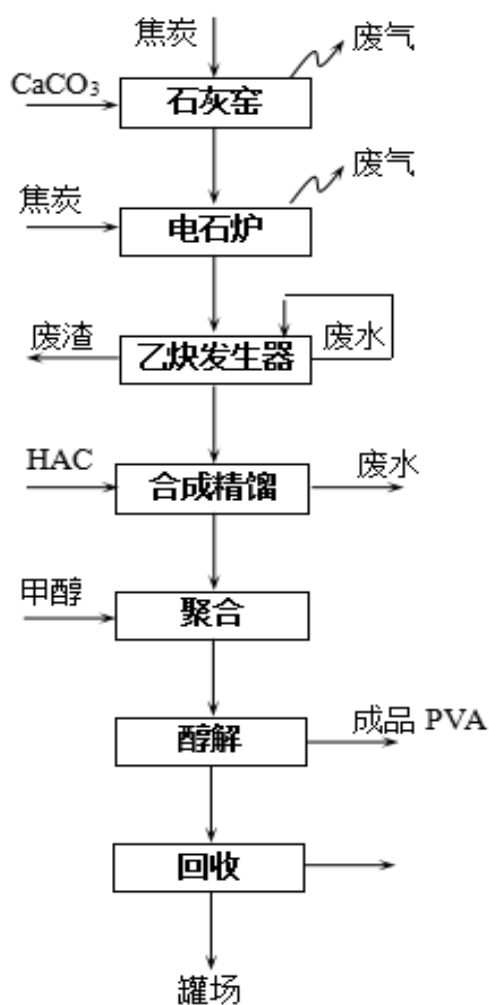 焦炭
废气
CaCO₃
石灰窑
废气
焦炭
电石炉
废渣
乙炔发生器
废水
HAC
合成精馏
废水
甲醇
聚合
醇解
成品 PVA
回收
罐场